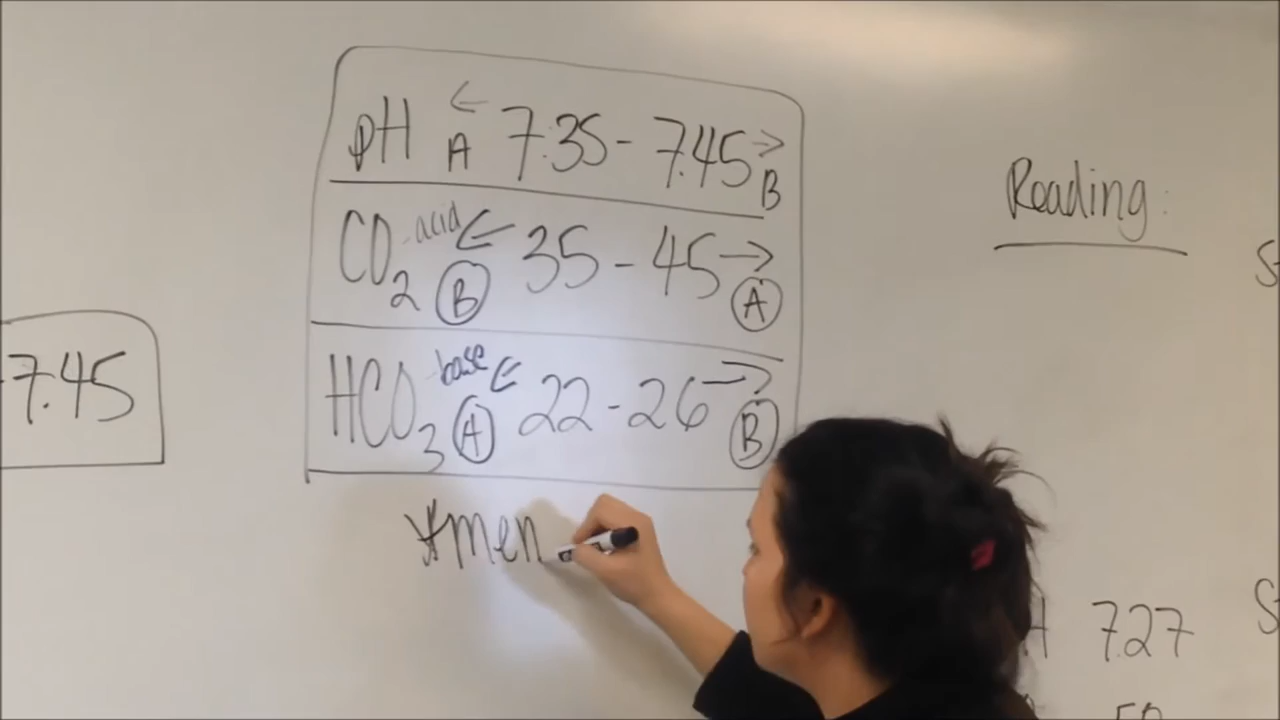 pH A ← 7.35 - 7.45 → B
CO2 - acid ← B 35 - 45 → A
HCO3 - base ← A 22 - 26 → B
*men
7.45
Reading:
7.27